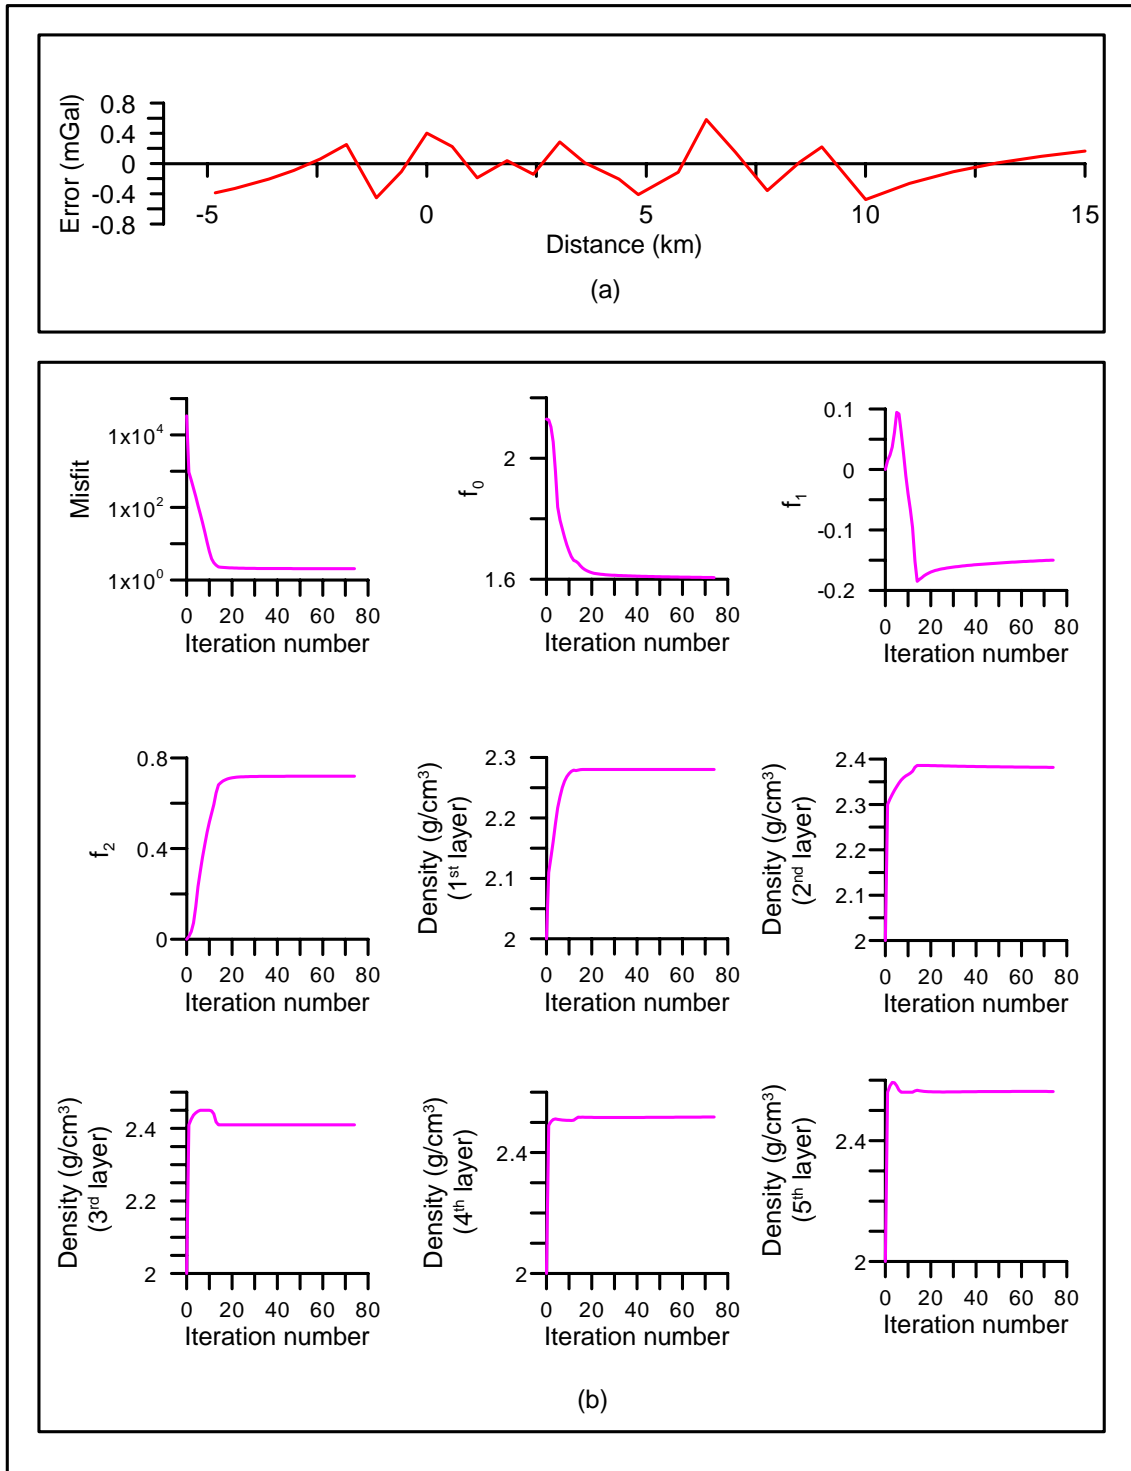 Error (mGal)
0.8
0.4
0
-0.4
-0.8
-5
0
5
10
15
Distance (km)
(a)
Misfit
1x10⁴
1x10²
1x10⁰
0 20 40 60 80
Iteration number
f₀
2
1.6
0 20 40 60 80
Iteration number
f₁
0.1
0
-0.1
-0.2
0 20 40 60 80
Iteration number
f₂
0.8
0.4
0
0 20 40 60 80
Iteration number
Density (g/cm³)
(1ˢᵗ layer)
2.3
2.2
2.1
2
0 20 40 60 80
Iteration number
Density (g/cm³)
(2ⁿᵈ layer)
2.4
2.3
2.2
2.1
2
0 20 40 60 80
Iteration number
Density (g/cm³)
(3ʳᵈ layer)
2.4
2.2
2
0 20 40 60 80
Iteration number
Density (g/cm³)
(4ᵗʰ layer)
2.4
2
0 20 40 60 80
Iteration number
Density (g/cm³)
(5ᵗʰ layer)
2.4
2
0 20 40 60 80
Iteration number
(b)